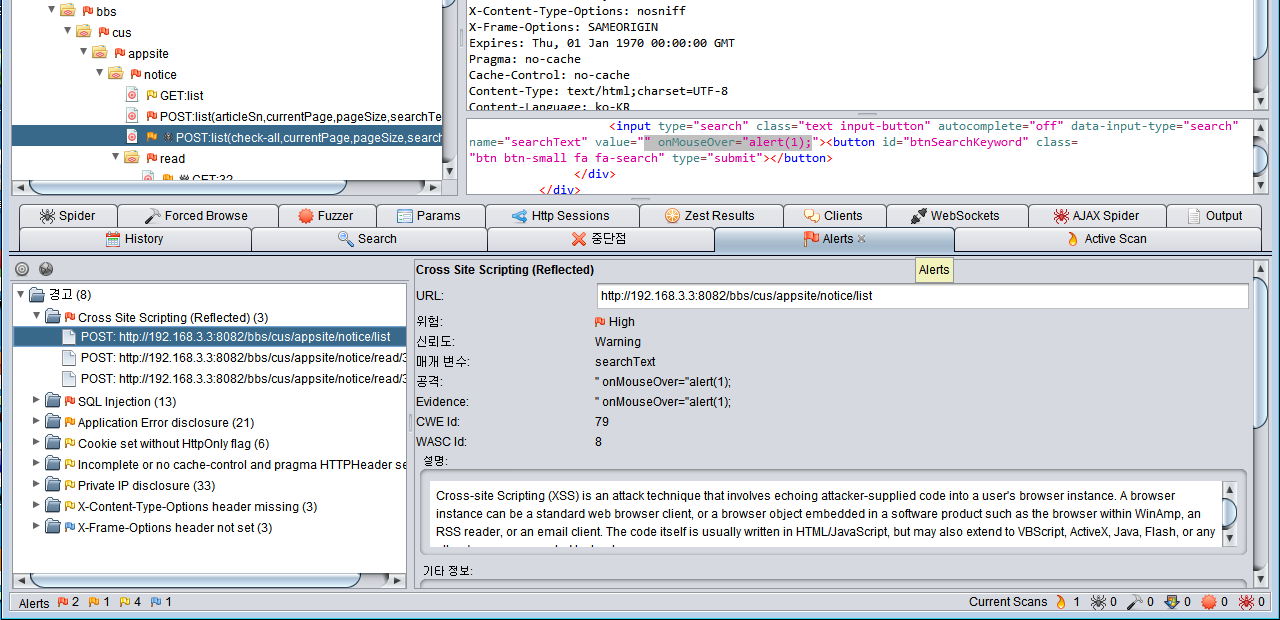 bbs
cus
appsite
notice
GET:list
POST:list(articleSn,currentPage,pageSize,searchTe
POST:list(check-all,currentPage,pageSize,search
read
GET:32
X-Content-Type-Options: nosniff
X-Frame-Options: SAMEORIGIN
Expires: Thu, 01 Jan 1970 00:00:00 GMT
Pragma: no-cache
Cache-Control: no-cache
Content-Type: text/html;charset=UTF-8
Content-Language: ko-KR
<input type="search" class="text input-button" autocomplete="off" data-input-type="search"
name="searchText" value="" onMouseOver="alert(1);"><button id="btnSearchKeyword" class=
"btn btn-small fa fa-search" type="submit"></button>
</div>
</div>
Spider Forced Browse Fuzzer Params Http Sessions Zest Results Clients WebSockets AJAX Spider Output
History Search 중단점 Alerts Active Scan
Alerts
경고 (8)
Cross Site Scripting (Reflected) (3)
POST: http://192.168.3.3:8082/bbs/cus/appsite/notice/list
POST: http://192.168.3.3:8082/bbs/cus/appsite/notice/read/3
POST: http://192.168.3.3:8082/bbs/cus/appsite/notice/read/3
SQL Injection (13)
Application Error disclosure (21)
Cookie set without HttpOnly flag (6)
Incomplete or no cache-control and pragma HTTPHeader se
Private IP disclosure (33)
X-Content-Type-Options header missing (3)
X-Frame-Options header not set (3)
Cross Site Scripting (Reflected)
URL: http://192.168.3.3:8082/bbs/cus/appsite/notice/list
위험: High
신뢰도: Warning
매개 변수: searchText
공격: " onMouseOver="alert(1);
Evidence: " onMouseOver="alert(1);
CWE Id: 79
WASC Id: 8
설명:
Cross-site Scripting (XSS) is an attack technique that involves echoing attacker-supplied code into a user's browser instance. A browser
instance can be a standard web browser client, or a browser object embedded in a software product such as the browser within WinAmp, an
RSS reader, or an email client. The code itself is usually written in HTML/JavaScript, but may also extend to VBScript, ActiveX, Java, Flash, or any
기타 정보:
Alerts 2 1 4 1
Current Scans 1 0 0 0 0 0